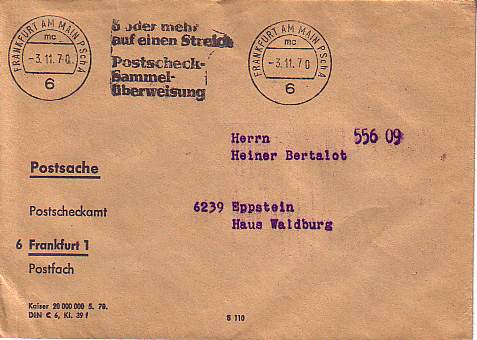 FRANKFURT AM MAIN PSchA
mc
-3.11.70
6
5 oder mehr
auf einen Streich
Postscheck-
Sammel-
überweisung
FRANKFURT AM MAIN PSchA
mc
-3.11.70
6
Herrn 556 09
Heiner Bertalot
Postsache
Postscheckamt
6239 Eppstein
Haus Waldburg
6 Frankfurt 1
Postfach
Kaiser 20 000 000 5. 70.
DIN C 6, Kl. 39 f
S 110